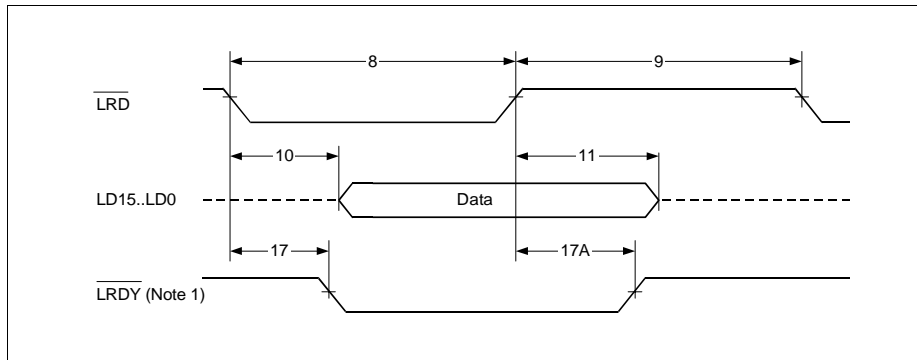 8
9
LRD
10
11
LD15..LD0
Data
17
17A
LRDY (Note 1)